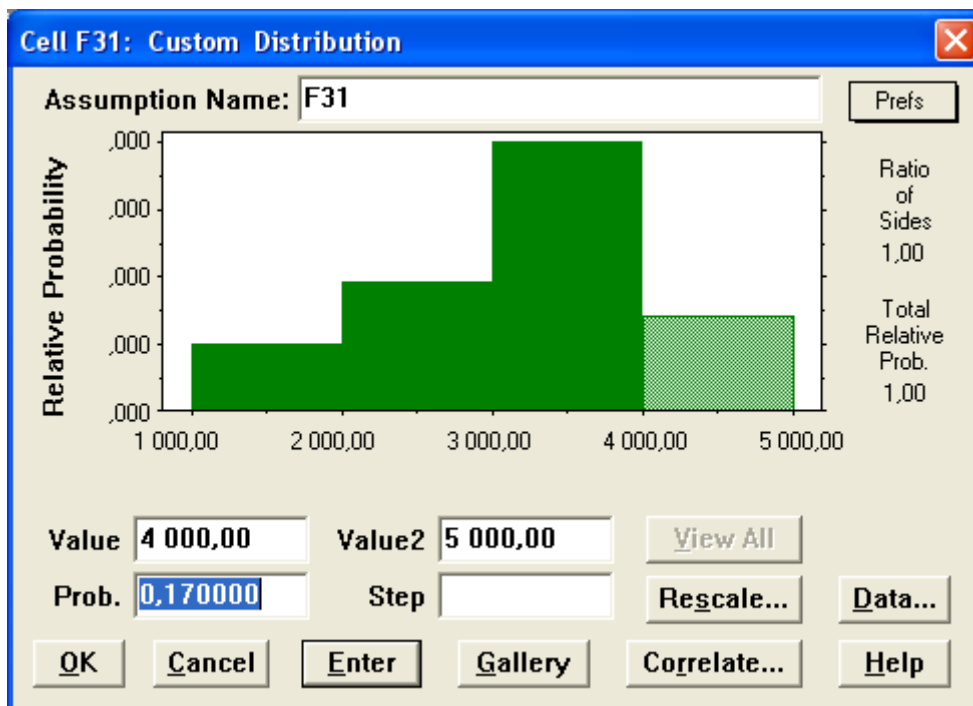 Cell F31: Custom Distribution
Assumption Name: F31
Prefs
Relative Probability
,000
,000
,000
,000
,000
1 000,00 2 000,00 3 000,00 4 000,00 5 000,00
Ratio
of
Sides
1,00
Total
Relative
Prob.
1,00
Value 4 000,00 Value2 5 000,00 View All
Prob. 0,170000 Step Rescale... Data...
OK Cancel Enter Gallery Correlate... Help